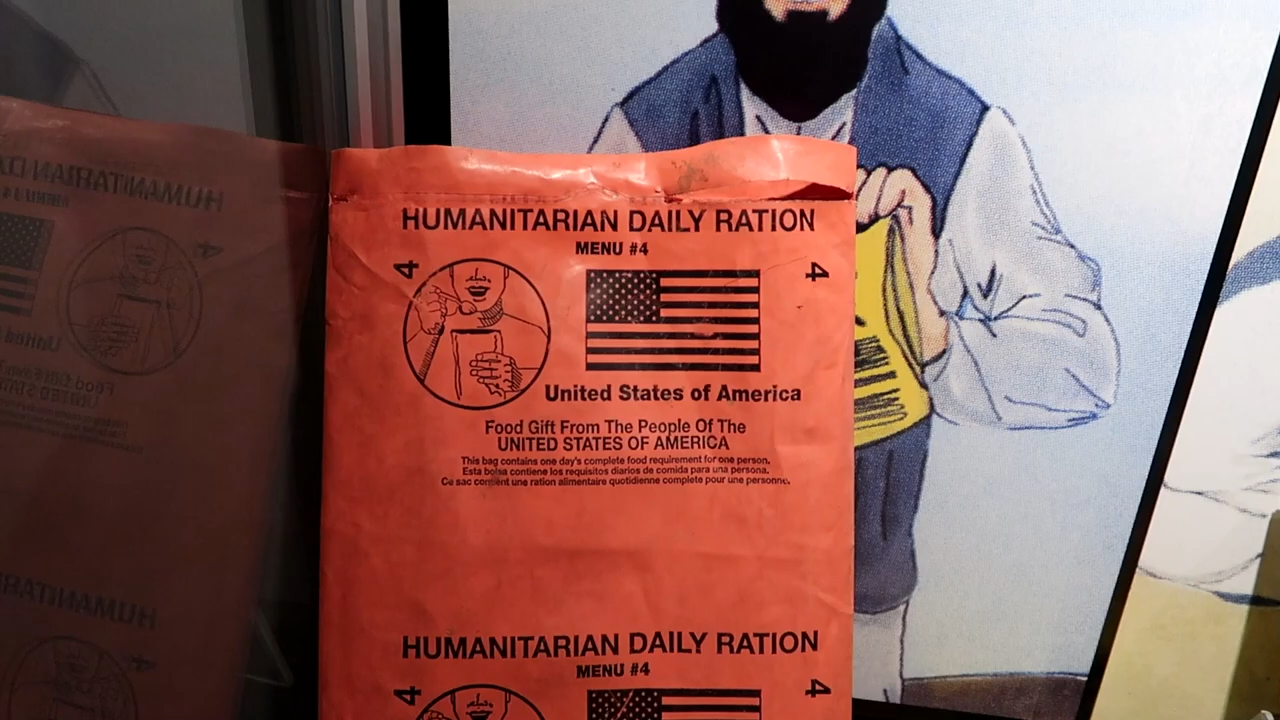 HUMANITARIAN DAILY RATION
MENU #4
4
4
United States of America
Food Gift From The People Of The
UNITED STATES OF AMERICA
This bag contains one day's complete food requirement for one person.
Esta bolsa contiene los requisitos diarios de comida para una persona.
Ce sac contient une ration alimentaire quotidienne complete pour une personne.
HUMANITARIAN DAILY RATION
MENU #4
4
4